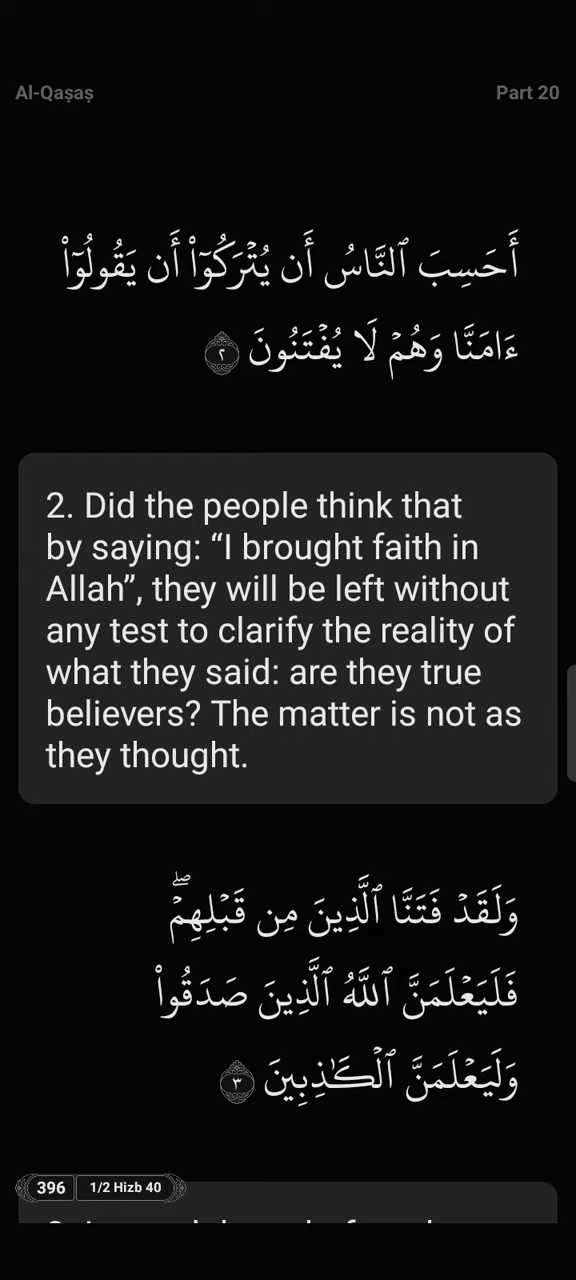 Al-Qaṣaṣ
Part 20
أَحَسِبَ ٱلنَّاسُ أَن يُتْرَكُوٓا۟ أَن يَقُولُوٓا۟
ءَامَنَّا وَهُمْ لَا يُفْتَنُونَ ٢
2. Did the people think that
by saying: “I brought faith in
Allah”, they will be left without
any test to clarify the reality of
what they said: are they true
believers? The matter is not as
they thought.
وَلَقَدْ فَتَنَّا ٱلَّذِينَ مِن قَبْلِهِمْ ۖ
فَلَيَعْلَمَنَّ ٱللَّهُ ٱلَّذِينَ صَدَقُوا۟
وَلَيَعْلَمَنَّ ٱلْكَـٰذِبِينَ ٣
396
1/2 Hizb 40